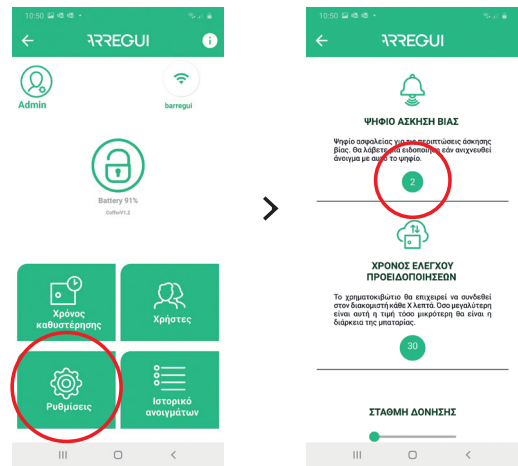 10:50
ARREGUI
Admin
barregui
Battery 91%
CofferV1.2
Χρόνος
καθυστέρησης
Χρήστες
Ρυθμίσεις
Ιστορικό
ανοιγμάτων
10:50
ARREGUI
ΨΗΦΙΟ ΑΣΚΗΣΗ ΒΙΑΣ
Ψηφίο ασφαλείας για τις περιπτώσεις άσκησης
βίας. Θα λάβετε μια ειδοποίηση εάν ανιχνευθεί
άνοιγμα με αυτό το ψηφίο.
2
ΧΡΟΝΟΣ ΕΛΕΓΧΟΥ
ΠΡΟΕΙΔΟΠΟΙΗΣΕΩΝ
Το χρηματοκιβώτιο θα επιχειρεί να συνδεθεί
στον διακομιστή κάθε Χ λεπτά. Όσο μεγαλύτερη
είναι αυτή η τιμή τόσο μικρότερη θα είναι η
διάρκεια της μπαταρίας.
30
ΣΤΑΘΜΗ ΔΟΝΗΣΗΣ